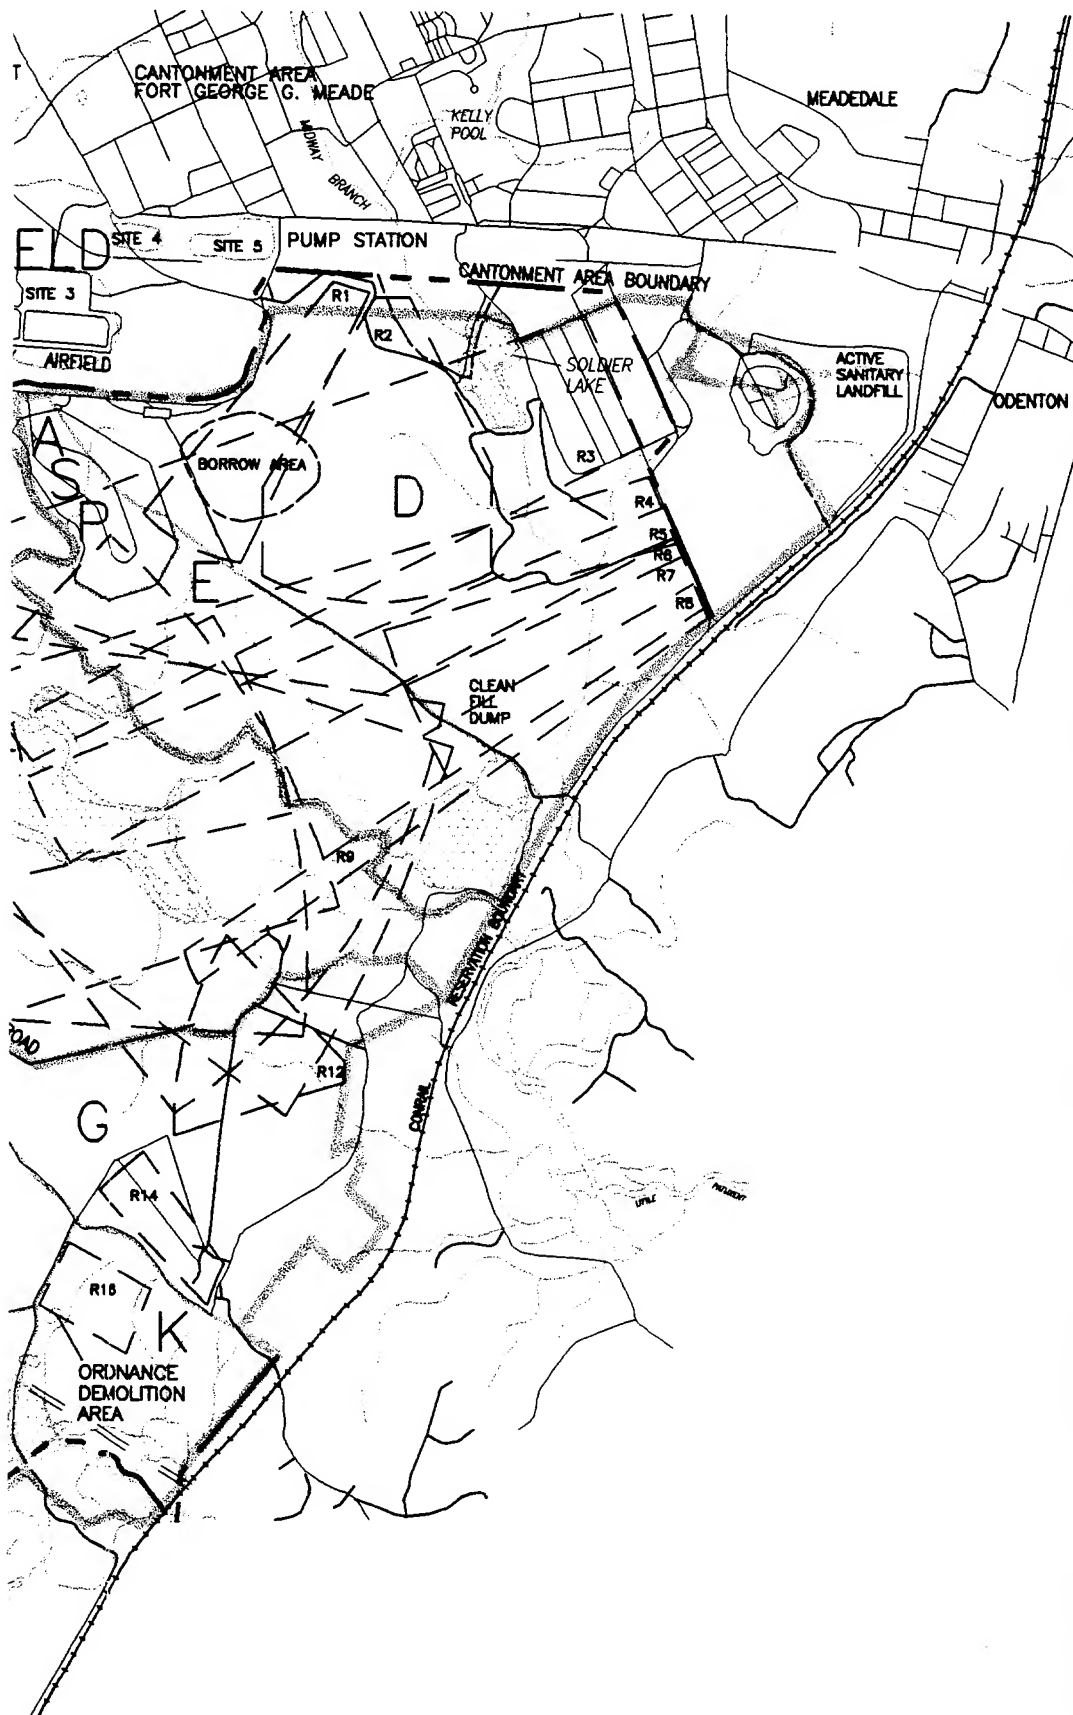 T
CANTONMENT AREA
FORT GEORGE G. MEADE
MEADEDALE
KELLY
POOL
MIDWAY
BRANCH
ELD
SITE 4
SITE 5
PUMP STATION
CANTONMENT AREA BOUNDARY
SITE 3
R1
R2
AIRFIELD
SOLDIER
LAKE
ACTIVE
SANITARY
LANDFILL
ODENTON
A
S
P
BORROW AREA
D
R3
R4
R5
R6
R7
R8
E
CLEAN
FILL
DUMP
R9
RESERVATION BOUNDARY
ROAD
R12
CONRAIL
G
R14
LITTLE
PATUXENT
R15
K
ORDNANCE
DEMOLITION
AREA